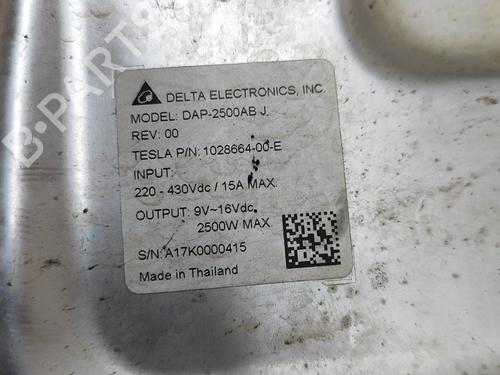 DELTA ELECTRONICS, INC.
MODEL: DAP-2500AB J.
REV: 00
TESLA P/N: 1028664-00-E
INPUT:
220 - 430Vdc / 15A MAX.
OUTPUT: 9V~16Vdc
2500W MAX.
S/N: A17K0000415
Made in Thailand